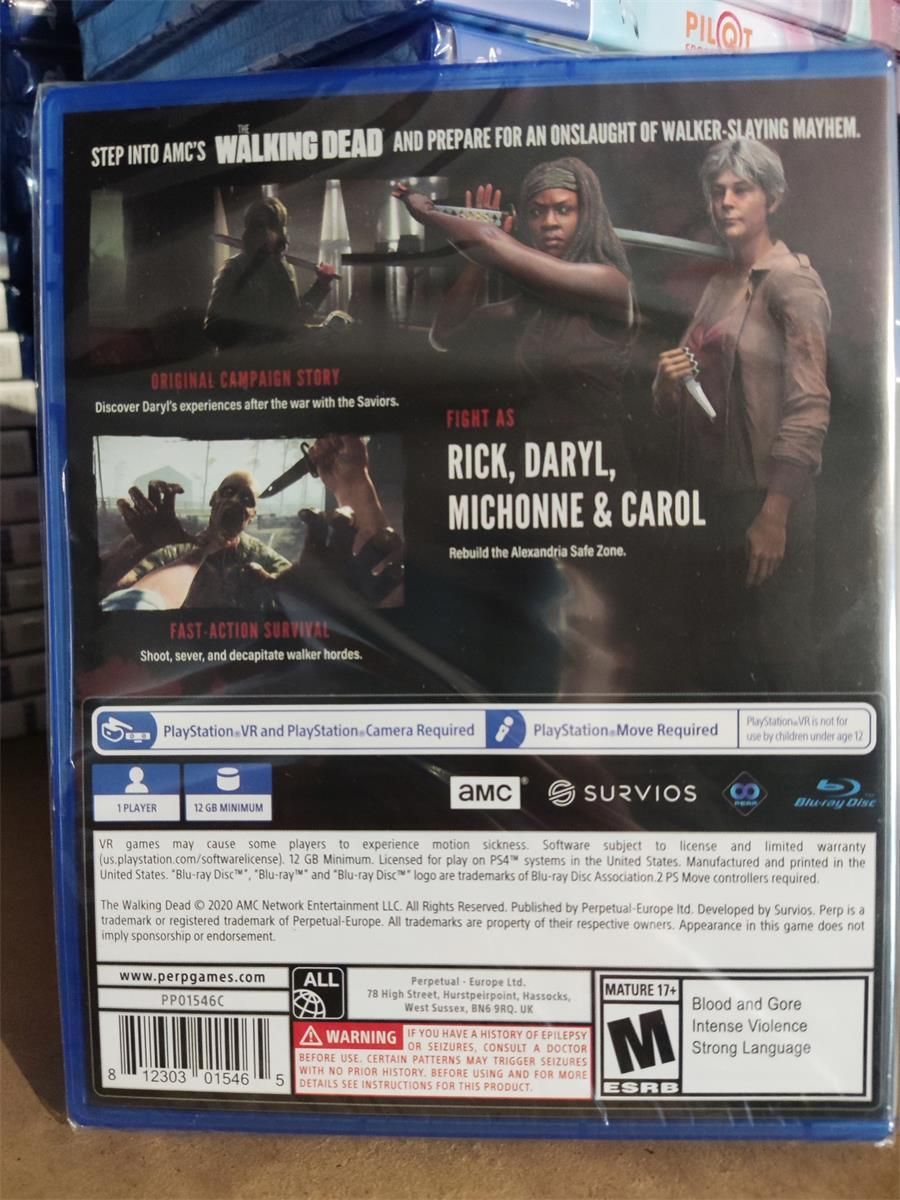 PILOT
STEP INTO AMC'S THE WALKING DEAD AND PREPARE FOR AN ONSLAUGHT OF WALKER-SLAYING MAYHEM.
ORIGINAL CAMPAIGN STORY
Discover Daryl's experiences after the war with the Saviors.
FIGHT AS
RICK, DARYL,
MICHONNE & CAROL
Rebuild the Alexandria Safe Zone.
FAST-ACTION SURVIVAL
Shoot, sever, and decapitate walker hordes.
PlayStation®VR and PlayStation®Camera Required
PlayStation®Move Required
PlayStation®VR is not for
use by children under age 12
1 PLAYER
12 GB MINIMUM
aMC®
SURVIOS
PERP
Blu-ray Disc™
VR games may cause some players to experience motion sickness. Software subject to license and limited warranty
(us.playstation.com/softwarelicense). 12 GB Minimum. Licensed for play on PS4™ systems in the United States. Manufactured and printed in the
United States. "Blu-ray Disc™", "Blu-ray™" and "Blu-ray Disc™" logo are trademarks of Blu-ray Disc Association.2 PS Move controllers required.
The Walking Dead © 2020 AMC Network Entertainment LLC. All Rights Reserved. Published by Perpetual-Europe ltd. Developed by Survios. Perp is a
trademark or registered trademark of Perpetual-Europe. All trademarks are property of their respective owners. Appearance in this game does not
imply sponsorship or endorsement.
www.perpgames.com
PP01546C
8 12303 01546 5
ALL
Perpetual - Europe Ltd.
78 High Street, Hurstpeirpoint, Hassocks,
West Sussex, BN6 9RQ. UK
WARNING IF YOU HAVE A HISTORY OF EPILEPSY
OR SEIZURES, CONSULT A DOCTOR
BEFORE USE. CERTAIN PATTERNS MAY TRIGGER SEIZURES
WITH NO PRIOR HISTORY. BEFORE USING AND FOR MORE
DETAILS SEE INSTRUCTIONS FOR THIS PRODUCT.
MATURE 17+
M
ESRB
Blood and Gore
Intense Violence
Strong Language